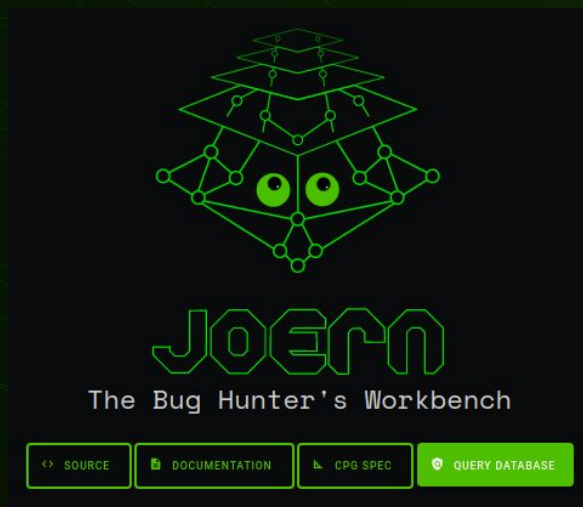 JOERN
The Bug Hunter's Workbench
SOURCE DOCUMENTATION CPG SPEC QUERY DATABASE